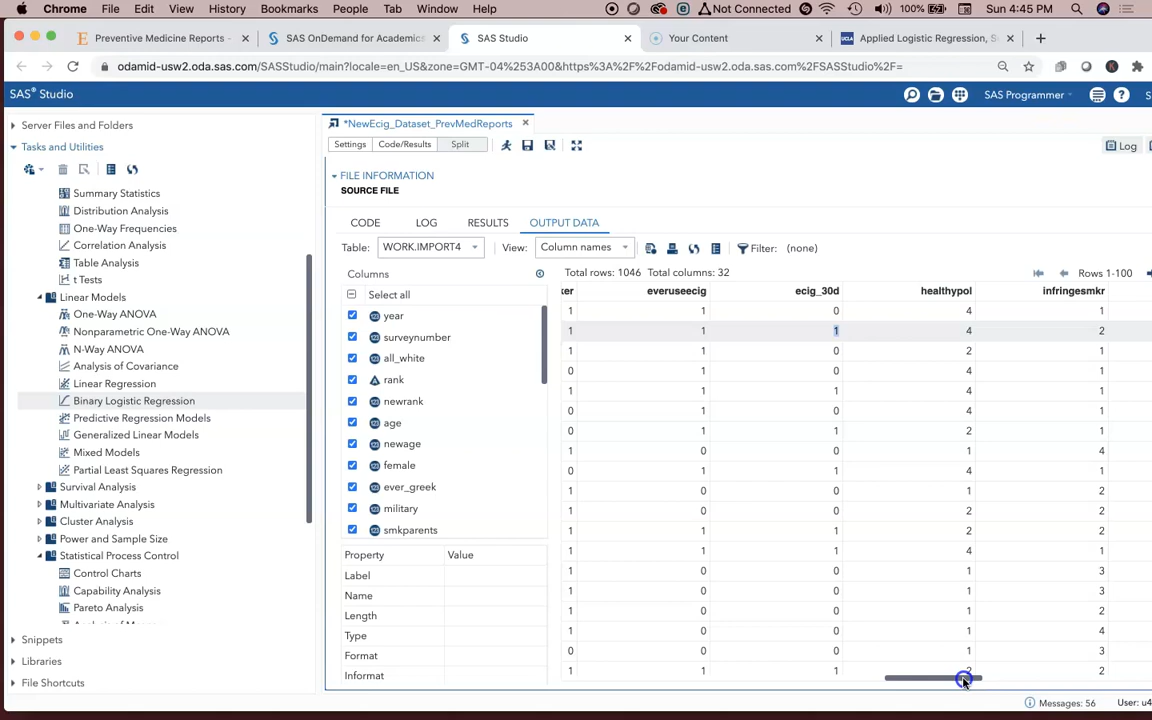 Chrome File Edit View History Bookmarks People Tab Window Help Not Connected 100% Sun 4:45 PM
Preventive Medicine Reports - × SAS OnDemand for Academics × SAS Studio × Your Content × Applied Logistic Regression, S × +
odamid-usw2.oda.sas.com/SASStudio/main?locale=en_US&zone=GMT-04%253A00&https%3A%2F%2Fodamid-usw2.oda.sas.com%2FSASStudio%2F=
SAS® Studio SAS Programmer S
Server Files and Folders
Tasks and Utilities
Summary Statistics
Distribution Analysis
One-Way Frequencies
Correlation Analysis
Table Analysis
t Tests
Linear Models
One-Way ANOVA
Nonparametric One-Way ANOVA
N-Way ANOVA
Analysis of Covariance
Linear Regression
Binary Logistic Regression
Predictive Regression Models
Generalized Linear Models
Mixed Models
Partial Least Squares Regression
Survival Analysis
Multivariate Analysis
Cluster Analysis
Power and Sample Size
Statistical Process Control
Control Charts
Capability Analysis
Pareto Analysis
Snippets
Libraries
File Shortcuts
*NewEcig_Dataset_PrevMedReports ×
Settings Code/Results Split Log
FILE INFORMATION
SOURCE FILE
CODE LOG RESULTS OUTPUT DATA
Table: WORK.IMPORT4 View: Column names Filter: (none)
Columns
Select all
year
surveynumber
all_white
rank
newrank
age
newage
female
ever_greek
military
smkparents
Property Value
Label
Name
Length
Type
Format
Informat
Total rows: 1046 Total columns: 32 Rows 1-100
ker everuseecig ecig_30d healthypol infringesmkr
1 1 0 4 1
1 1 1 4 2
1 1 0 2 1
0 1 0 4 1
1 1 1 4 1
0 1 0 4 1
0 1 1 2 1
1 0 0 1 4
0 1 1 4 1
1 0 0 1 2
1 0 0 2 2
1 1 1 2 2
1 1 1 4 1
1 0 0 1 3
1 0 0 1 3
1 0 0 1 2
1 0 0 1 4
0 0 0 1 3
1 1 1 2 2
Messages: 56 User: u4